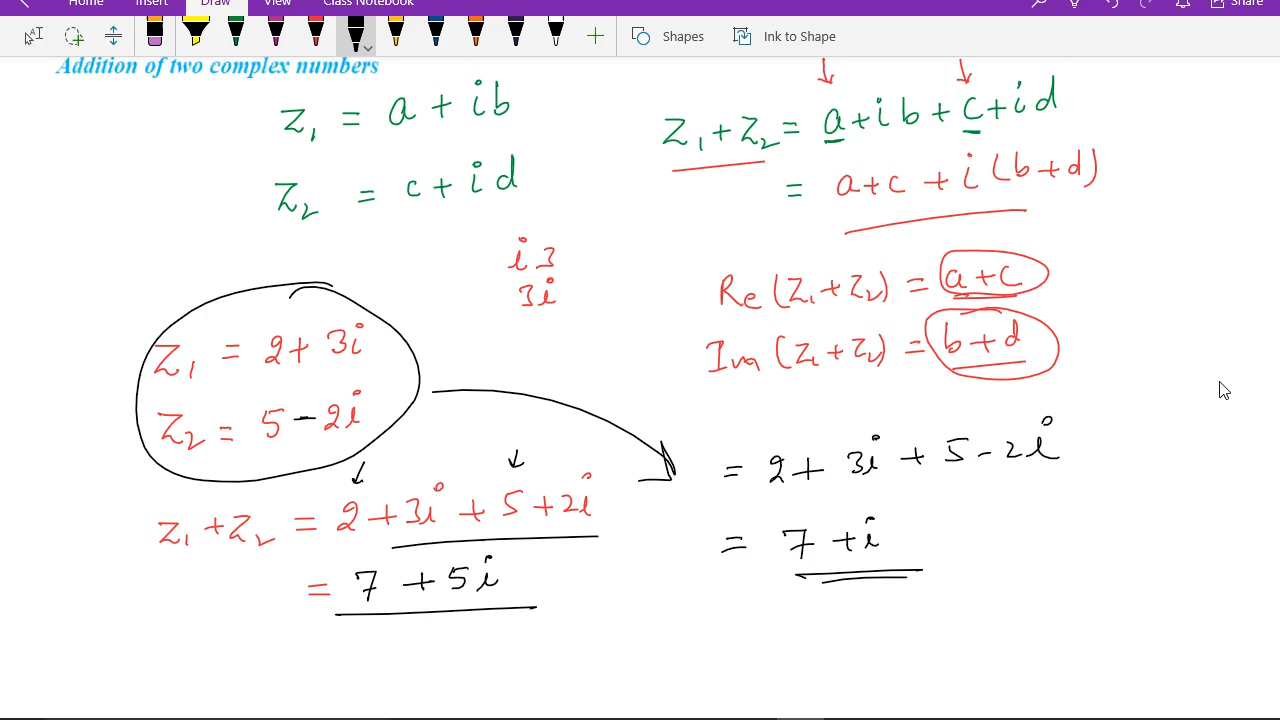 Home Insert Draw View Class Notebook Share
Shapes Ink to Shape
Addition of two complex numbers
z₁ = a + ib
z₂ = c + id
z₁ + z₂ = a + ib + c + id
= a+c + i(b+d)
i3
3i
Re(z₁+z₂) = a+c
Im(z₁+z₂) = b+d
z₁ = 2 + 3i
z₂ = 5 - 2i
z₁ + z₂ = 2 + 3i + 5 + 2i
= 7 + 5i
= 2 + 3i + 5 - 2i
= 7 + i